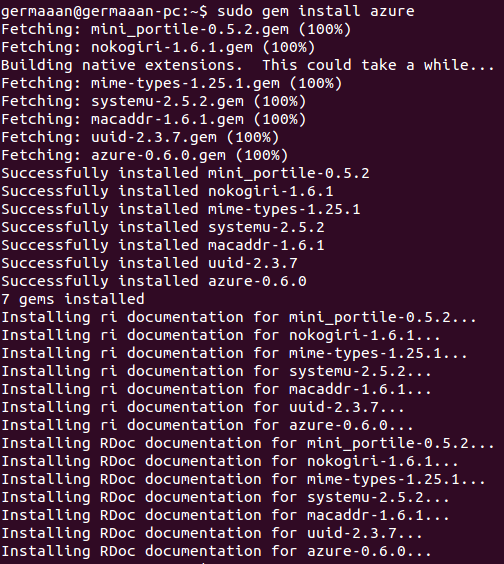 germaaan@germaaan-pc:~$ sudo gem install azure
Fetching: mini_portile-0.5.2.gem (100%)
Fetching: nokogiri-1.6.1.gem (100%)
Building native extensions.  This could take a while...
Fetching: mime-types-1.25.1.gem (100%)
Fetching: systemu-2.5.2.gem (100%)
Fetching: macaddr-1.6.1.gem (100%)
Fetching: uuid-2.3.7.gem (100%)
Fetching: azure-0.6.0.gem (100%)
Successfully installed mini_portile-0.5.2
Successfully installed nokogiri-1.6.1
Successfully installed mime-types-1.25.1
Successfully installed systemu-2.5.2
Successfully installed macaddr-1.6.1
Successfully installed uuid-2.3.7
Successfully installed azure-0.6.0
7 gems installed
Installing ri documentation for mini_portile-0.5.2...
Installing ri documentation for nokogiri-1.6.1...
Installing ri documentation for mime-types-1.25.1...
Installing ri documentation for systemu-2.5.2...
Installing ri documentation for macaddr-1.6.1...
Installing ri documentation for uuid-2.3.7...
Installing ri documentation for azure-0.6.0...
Installing RDoc documentation for mini_portile-0.5.2...
Installing RDoc documentation for nokogiri-1.6.1...
Installing RDoc documentation for mime-types-1.25.1...
Installing RDoc documentation for systemu-2.5.2...
Installing RDoc documentation for macaddr-1.6.1...
Installing RDoc documentation for uuid-2.3.7...
Installing RDoc documentation for azure-0.6.0...